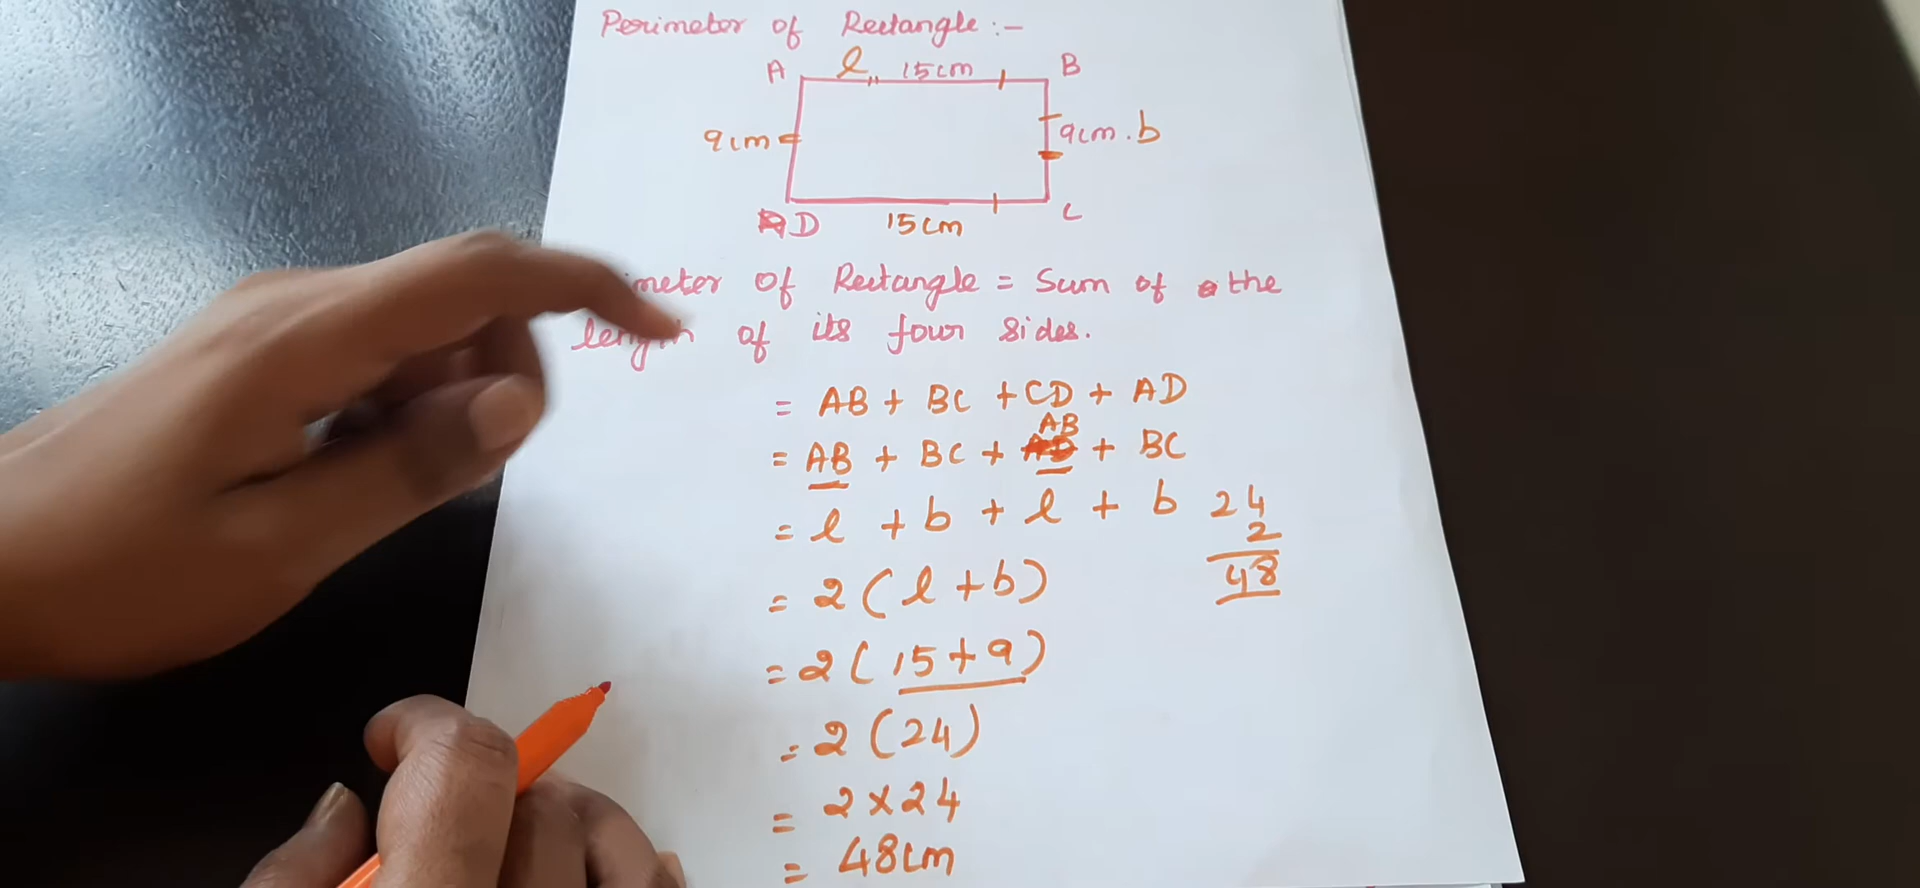 Perimeter of Rectangle :-
A l 15cm B
9cm 9cm. b
D 15cm C
meter of Rectangle = Sum of the
length of its four sides.
= AB + BC + CD + AD
AB
= AB + BC + + BC
= l + b + l + b 24
2
= 2 ( l + b ) 48
= 2 ( 15 + 9 )
= 2 ( 24 )
= 2 × 24
= 48cm